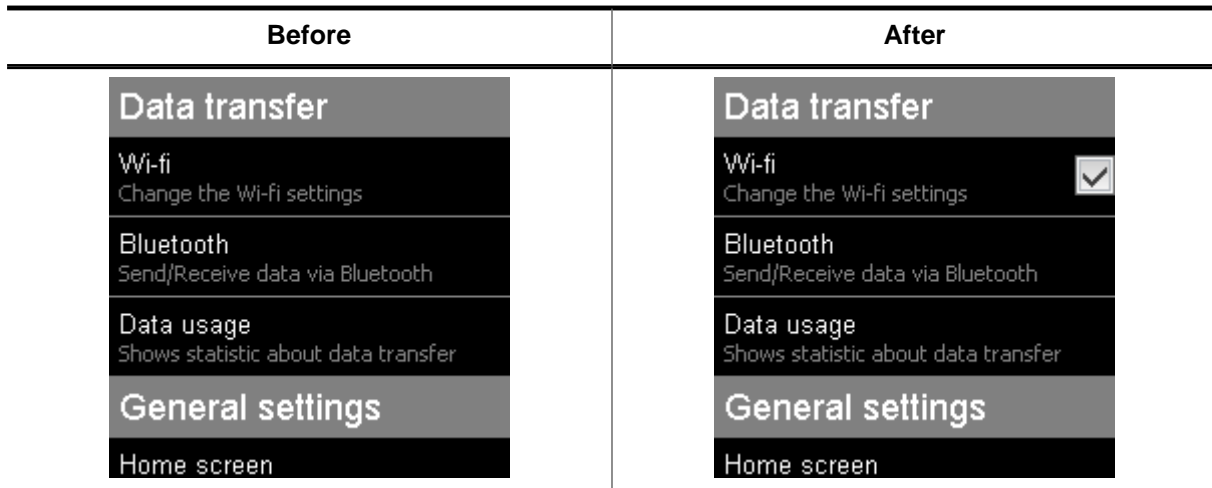 Before
After
Data transfer
Wi-fi
Change the Wi-fi settings
Bluetooth
Send/Receive data via Bluetooth
Data usage
Shows statistic about data transfer
General settings
Home screen
Data transfer
Wi-fi
Change the Wi-fi settings
Bluetooth
Send/Receive data via Bluetooth
Data usage
Shows statistic about data transfer
General settings
Home screen